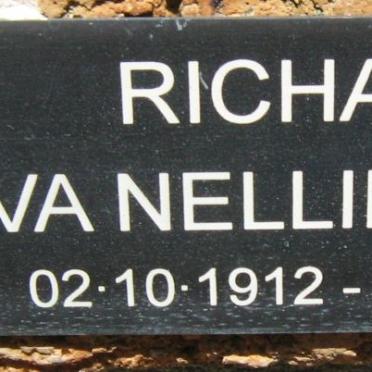 RICHA
VA NELLI
02·10·1912 -